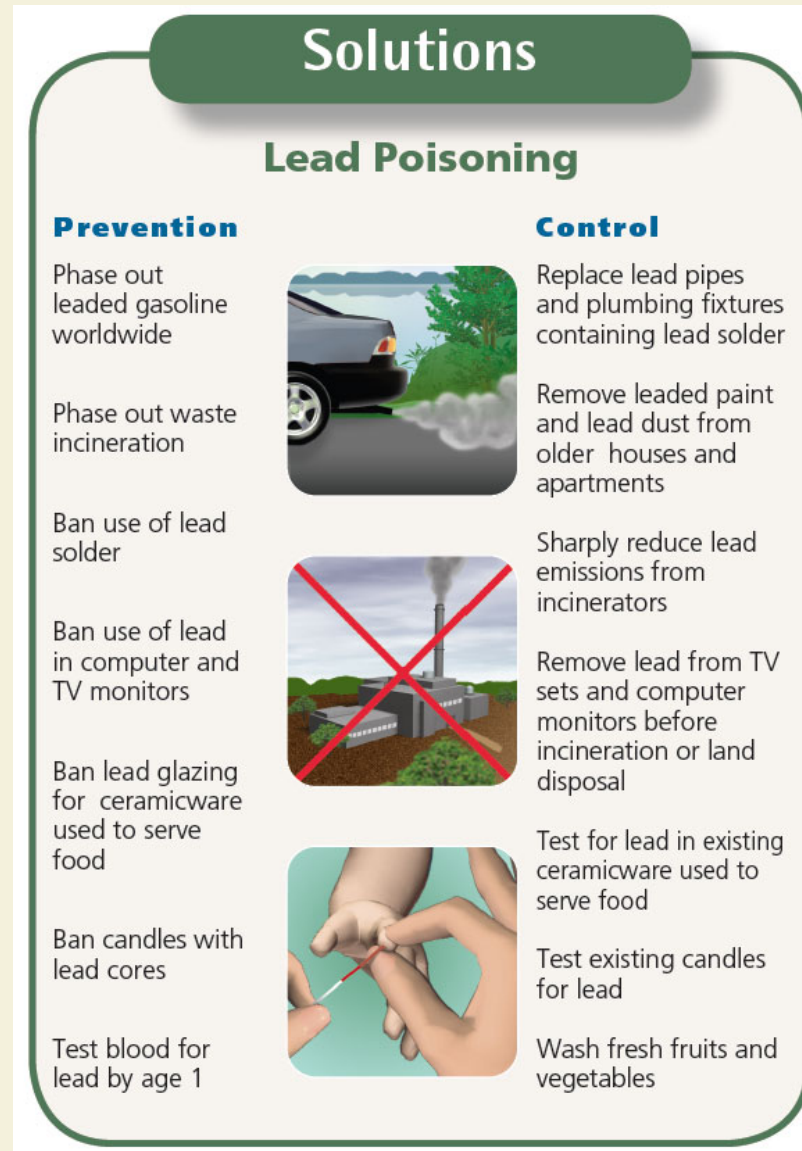 Solutions
Lead Poisoning
Prevention
Phase out
leaded gasoline
worldwide
Phase out waste
incineration
Ban use of lead
solder
Ban use of lead
in computer and
TV monitors
Ban lead glazing
for ceramicware
used to serve
food
Ban candles with
lead cores
Test blood for
lead by age 1
Control
Replace lead pipes
and plumbing fixtures
containing lead solder
Remove leaded paint
and lead dust from
older houses and
apartments
Sharply reduce lead
emissions from
incinerators
Remove lead from TV
sets and computer
monitors before
incineration or land
disposal
Test for lead in existing
ceramicware used to
serve food
Test existing candles
for lead
Wash fresh fruits and
vegetables